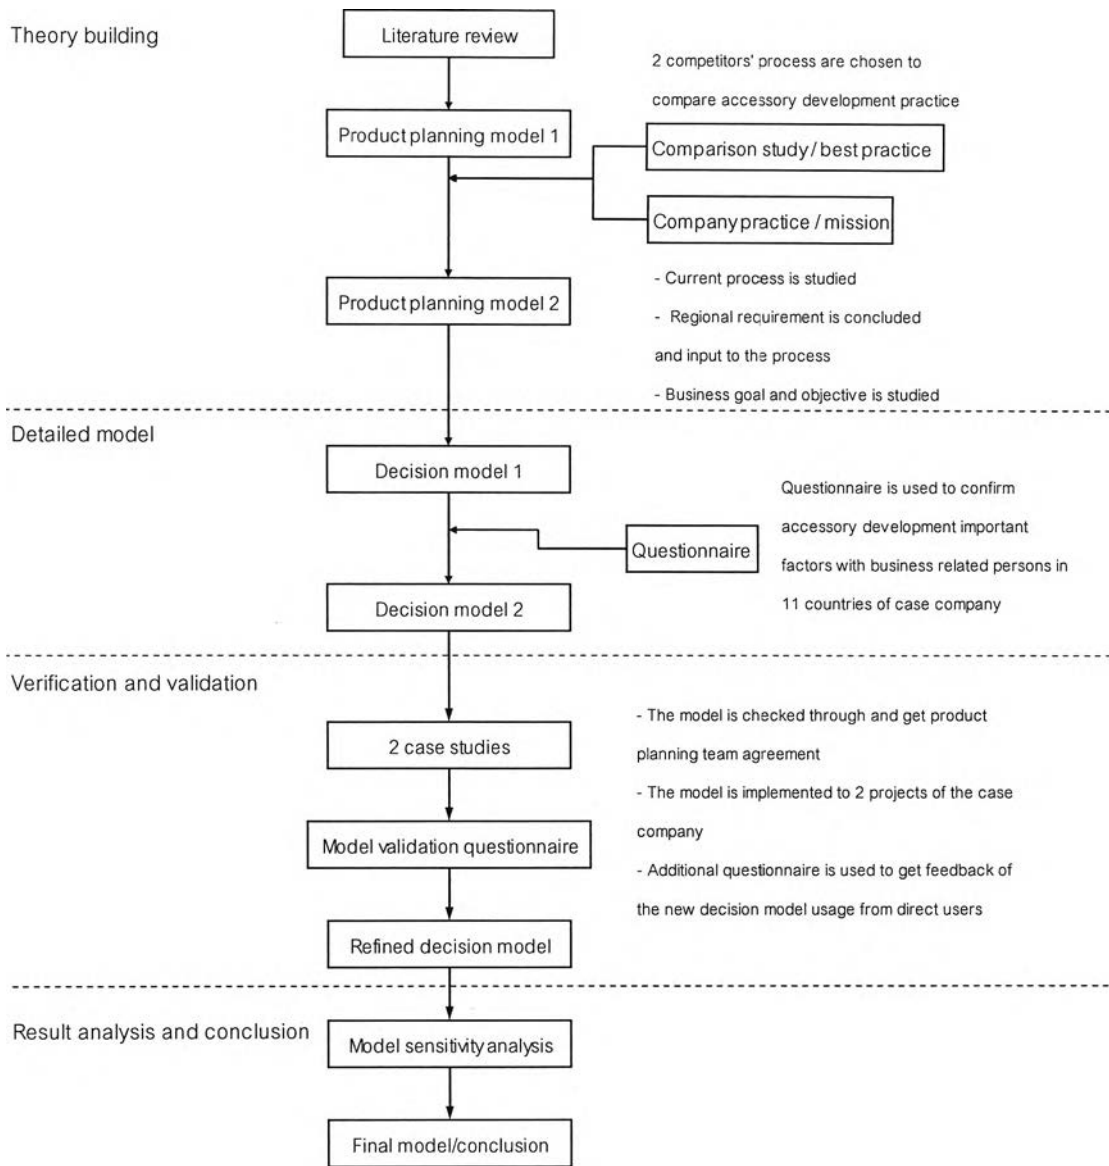 Theory building
Literature review
2 competitors' process are chosen to
compare accessory development practice
Product planning model 1
Comparison study / best practice
Company practice / mission
- Current process is studied
- Regional requirement is concluded
and input to the process
- Business goal and objective is studied
Product planning model 2
Detailed model
Decision model 1
Questionnaire
Questionnaire is used to confirm
accessory development important
factors with business related persons in
11 countries of case company
Decision model 2
Verification and validation
2 case studies
Model validation questionnaire
Refined decision model
- The model is checked through and get product
planning team agreement
- The model is implemented to 2 projects of the case
company
- Additional questionnaire is used to get feedback of
the new decision model usage from direct users
Result analysis and conclusion
Model sensitivity analysis
Final model/conclusion